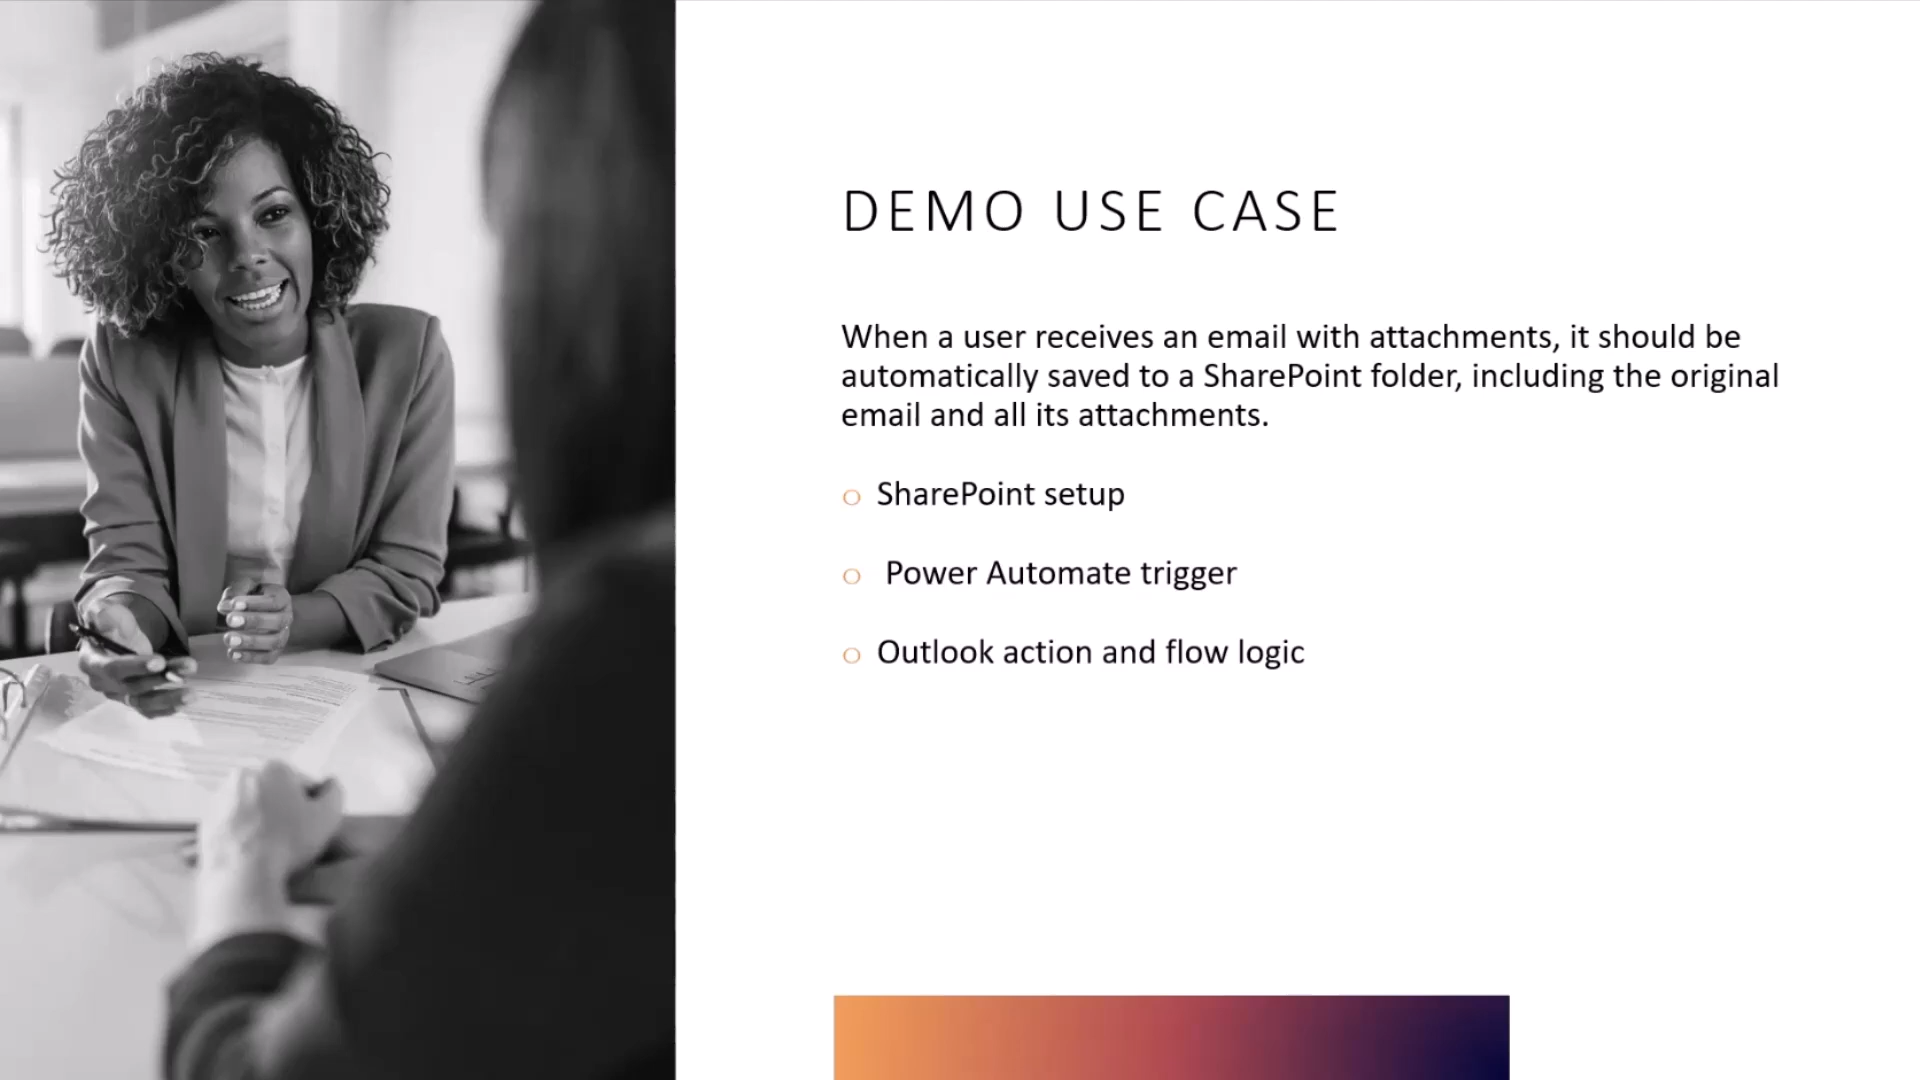 DEMO USE CASE
When a user receives an email with attachments, it should be
automatically saved to a SharePoint folder, including the original
email and all its attachments.
SharePoint setup
Power Automate trigger
Outlook action and flow logic